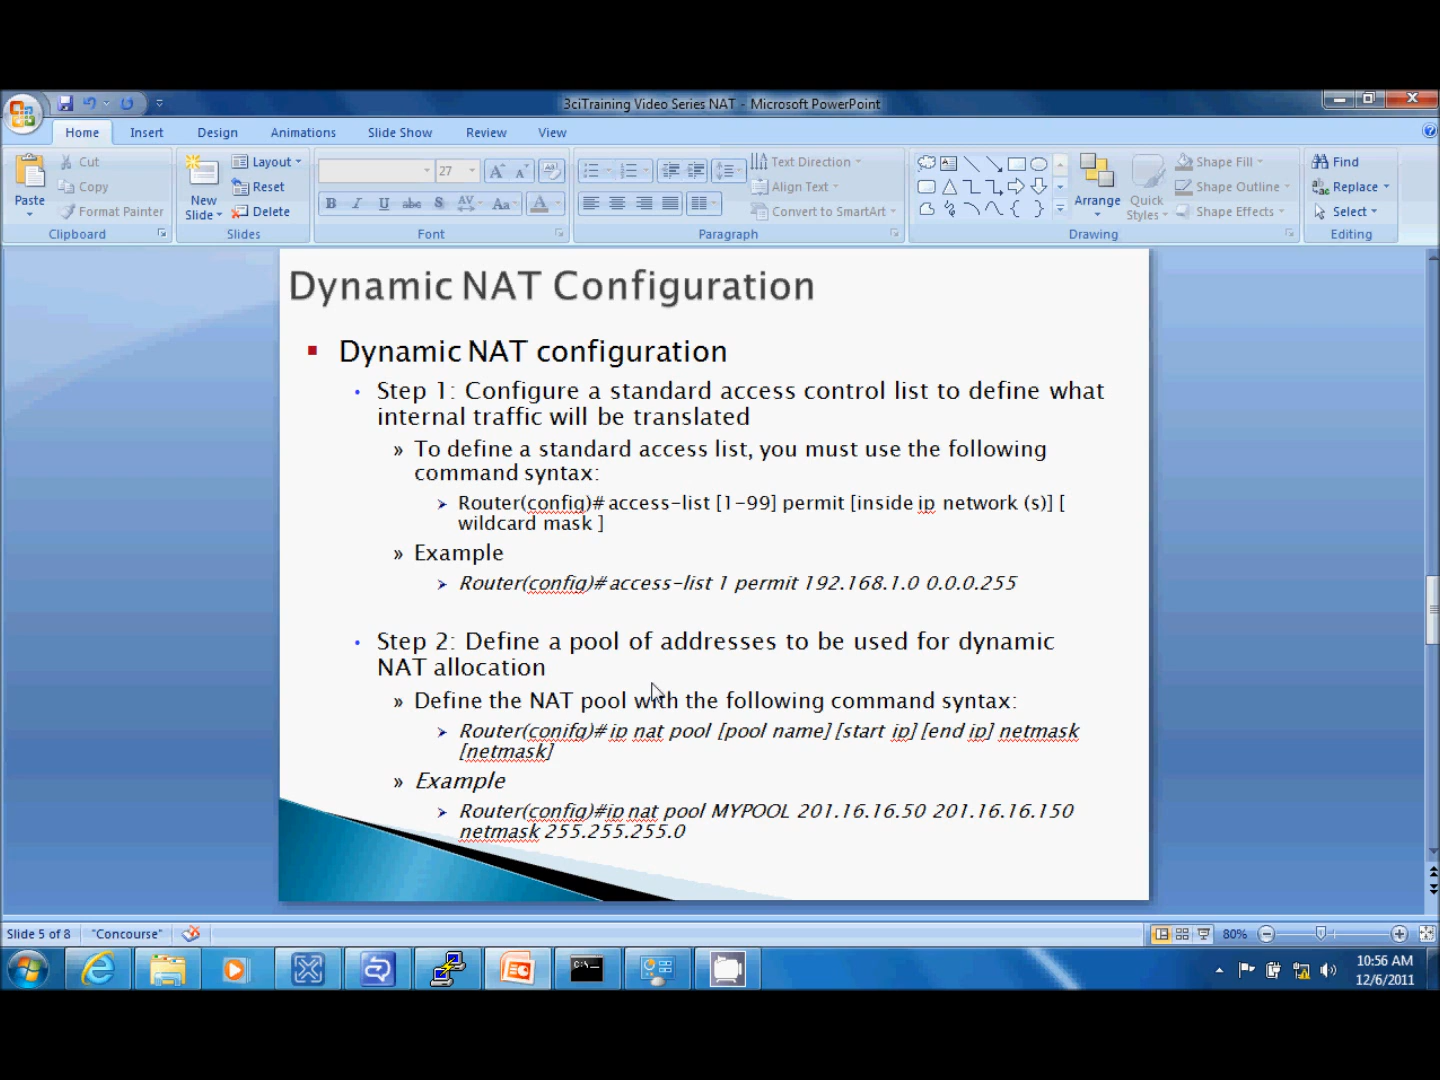 3ciTraining Video Series NAT - Microsoft PowerPoint
Home Insert Design Animations Slide Show Review View
Paste
Cut
Copy
Format Painter
Clipboard
New Slide
Layout
Reset
Delete
Slides
27
B I U abc S AV Aa A
Font
Text Direction
Align Text
Convert to SmartArt
Paragraph
Arrange
Quick Styles
Shape Fill
Shape Outline
Shape Effects
Drawing
Find
Replace
Select
Editing
Dynamic NAT Configuration
Dynamic NAT configuration
• Step 1: Configure a standard access control list to define what
internal traffic will be translated
» To define a standard access list, you must use the following
command syntax:
➢ Router(config)# access-list [1-99] permit [inside ip network (s)] [
wildcard mask ]
» Example
➢ Router(config)# access-list 1 permit 192.168.1.0 0.0.0.255
• Step 2: Define a pool of addresses to be used for dynamic
NAT allocation
» Define the NAT pool with the following command syntax:
➢ Router(conifg)# ip nat pool [pool name] [start ip] [end ip] netmask
[netmask]
» Example
➢ Router(config)#ip nat pool MYPOOL 201.16.16.50 201.16.16.150
netmask 255.255.255.0
Slide 5 of 8 "Concourse" 80%
10:56 AM
12/6/2011